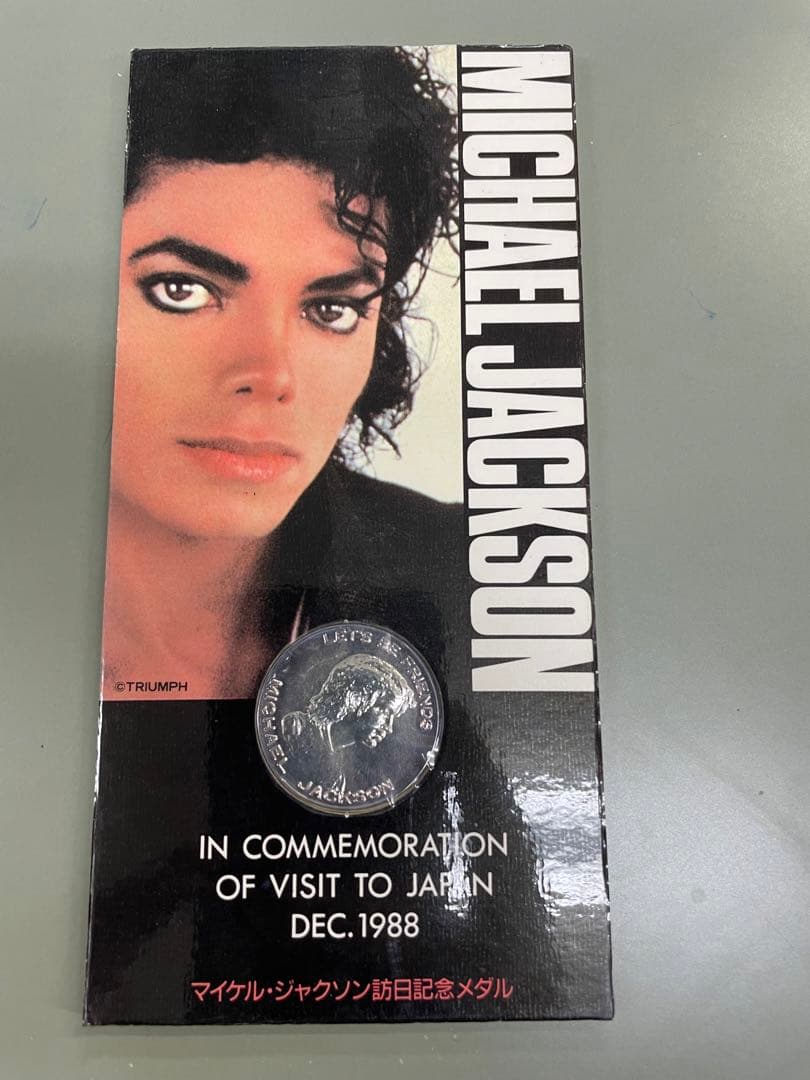 MICHAEL JACKSON
©TRIUMPH
LET'S BE FRIENDS
MICHAEL JACKSON
IN COMMEMORATION
OF VISIT TO JAPAN
DEC.1988
マイケル・ジャクソン訪日記念メダル